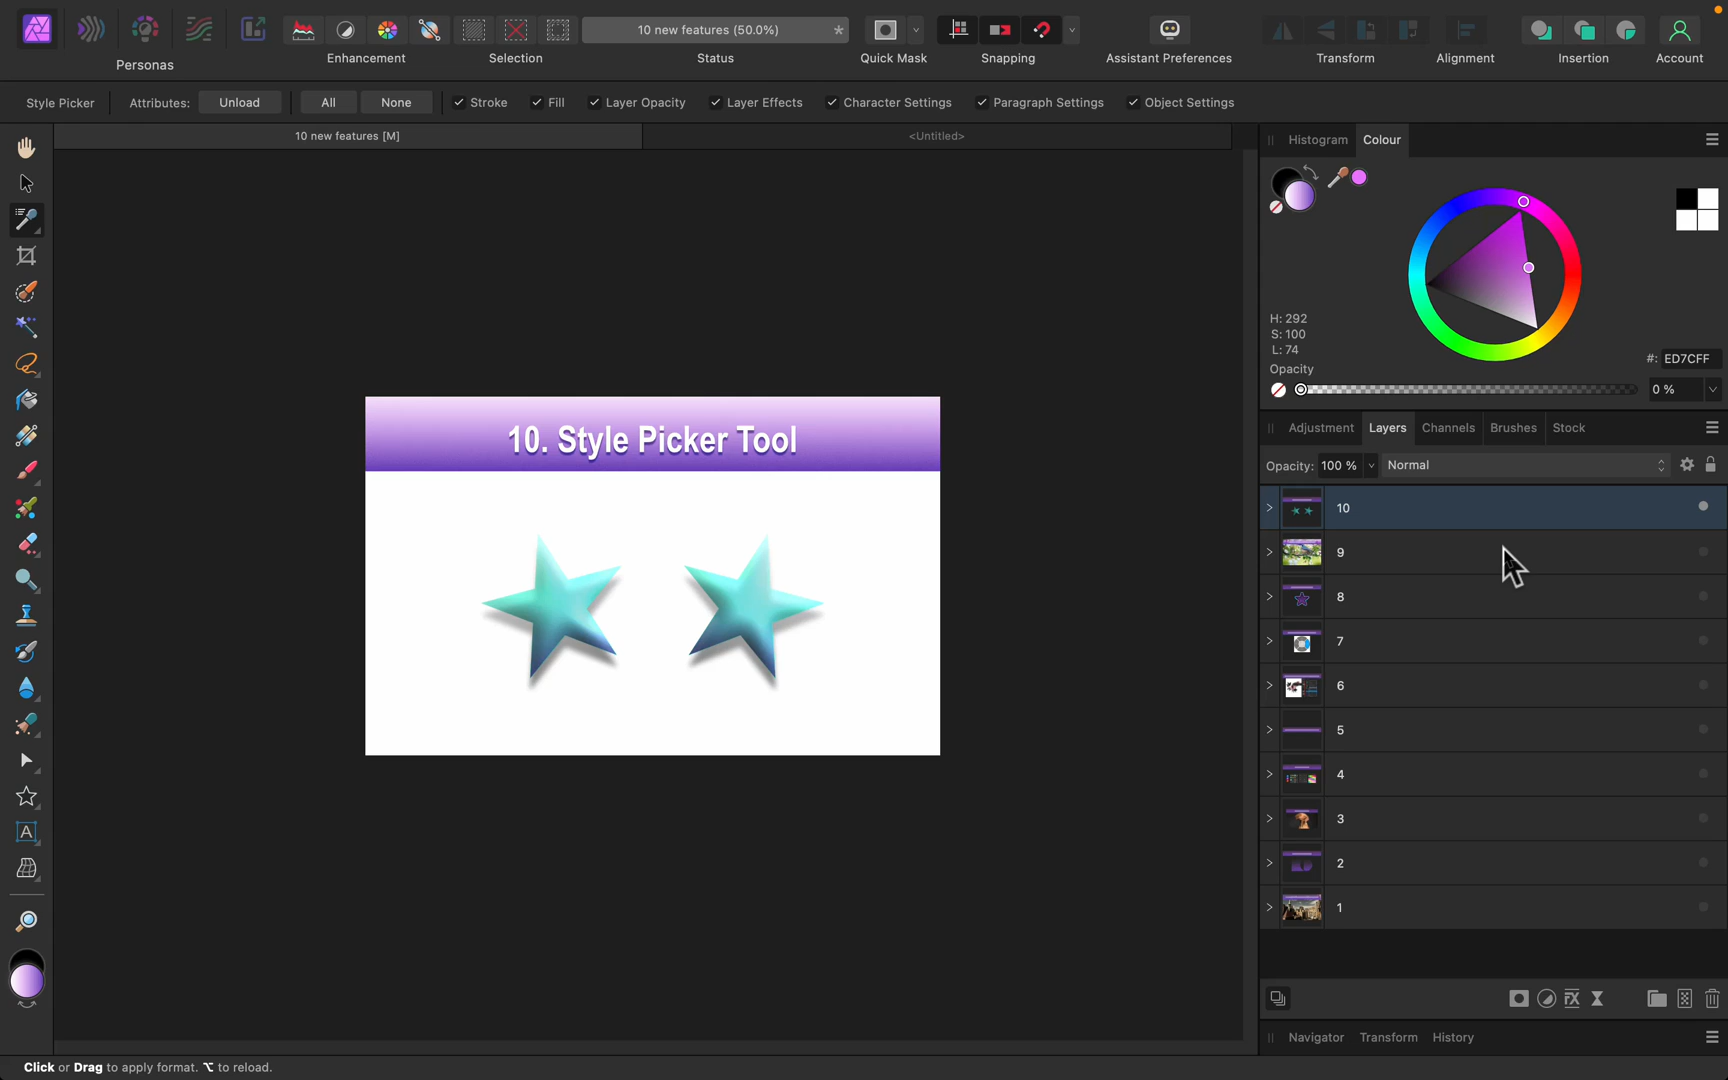 10 new features (50.0%)
*
Personas
Enhancement
Selection
Status
Quick Mask
Snapping
Assistant Preferences
Transform
Alignment
Insertion
Account
Style Picker
Attributes:
Unload
All
None
Stroke
Fill
Layer Opacity
Layer Effects
Character Settings
Paragraph Settings
Object Settings
10 new features [M]
<Untitled>
Histogram
Colour
H: 292
S: 100
L: 74
#: ED7CFF
Opacity
0 %
Adjustment
Layers
Channels
Brushes
Stock
Opacity: 100 %
Normal
10
9
8
7
6
5
4
3
2
1
10. Style Picker Tool
A
Navigator
Transform
History
Click or Drag to apply format. ⌥ to reload.